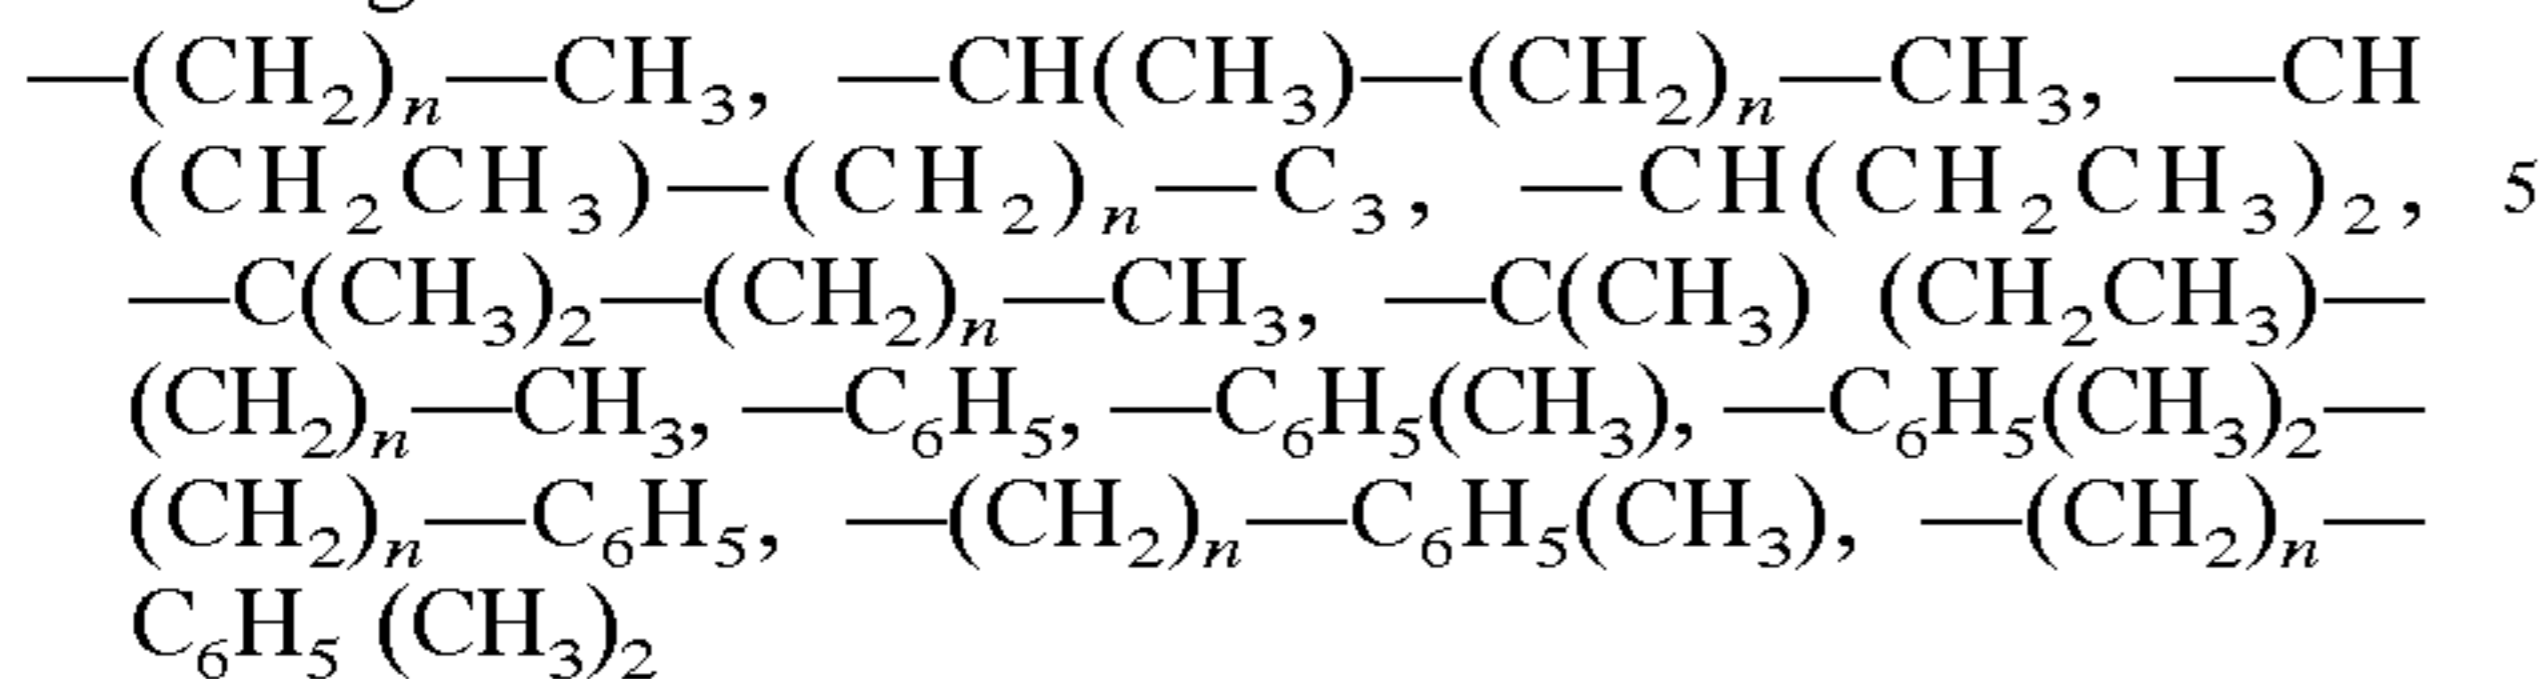 —(CH₂)ₙ—CH₃, —CH(CH₃)—(CH₂)ₙ—CH₃, —CH
(CH₂CH₃)—(CH₂)ₙ—C₃, —CH(CH₂CH₃)₂, 5
—C(CH₃)₂—(CH₂)ₙ—CH₃, —C(CH₃) (CH₂CH₃)—
(CH₂)ₙ—CH₃, —C₆H₅, —C₆H₅(CH₃), —C₆H₅(CH₃)₂—
(CH₂)ₙ—C₆H₅, —(CH₂)ₙ—C₆H₅(CH₃), —(CH₂)ₙ—
C₆H₅ (CH₃)₂